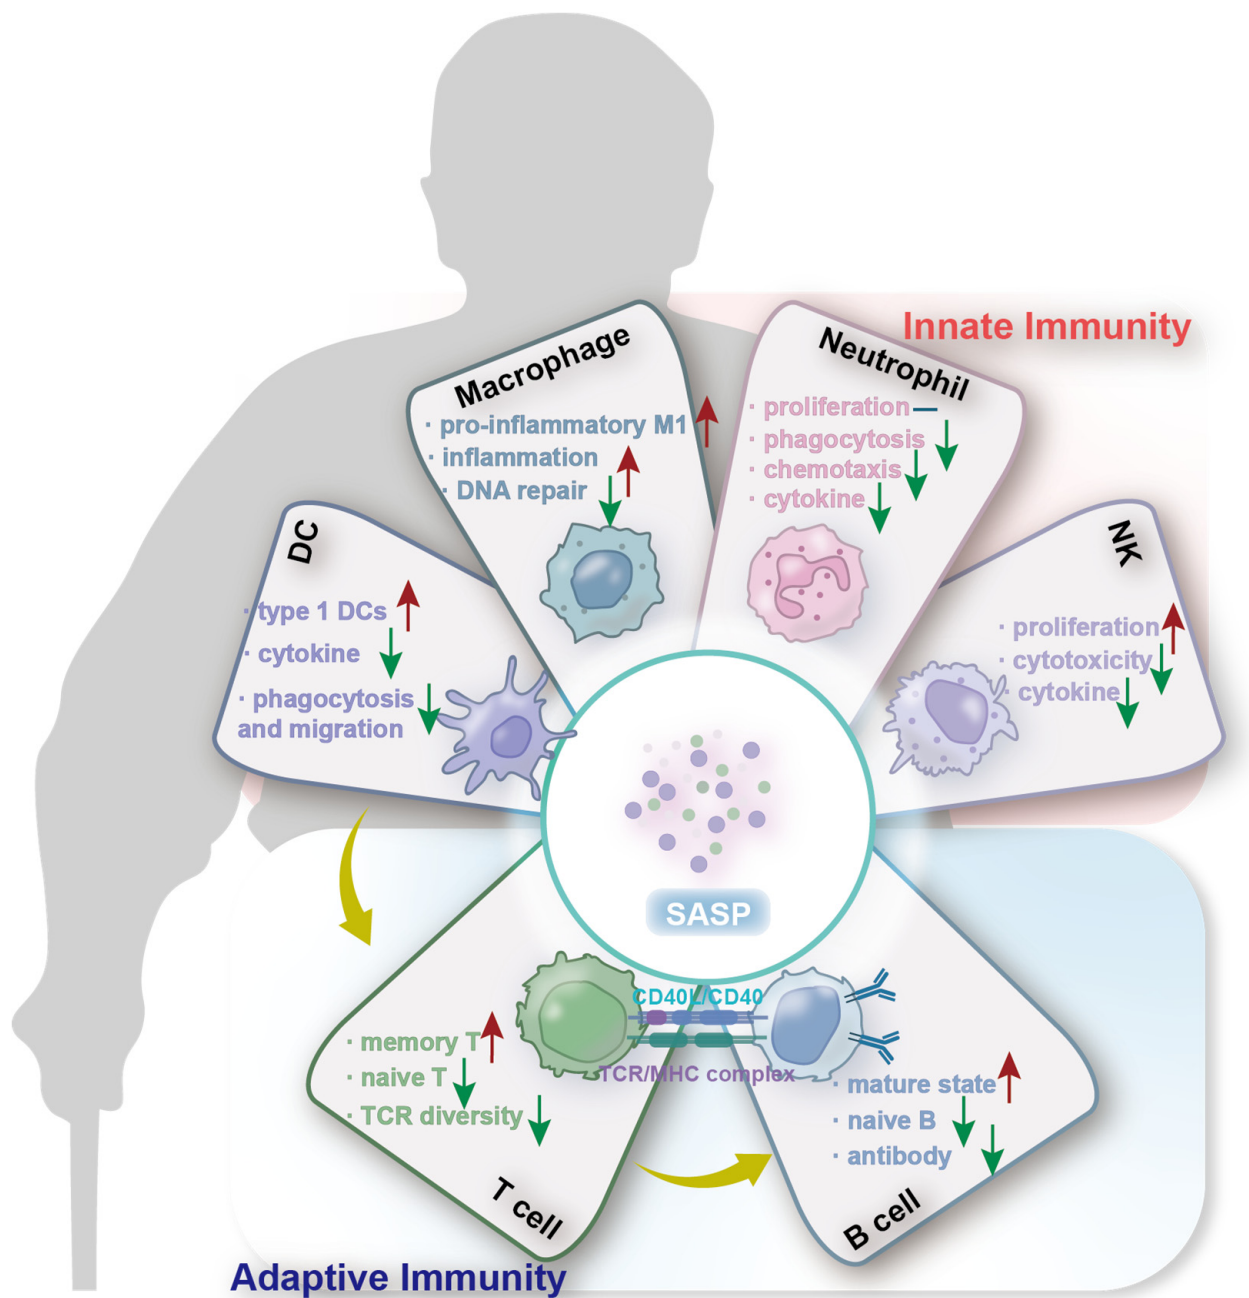 Innate Immunity
Macrophage
· pro-inflammatory M1
· inflammation
· DNA repair
Neutrophil
· proliferation
· phagocytosis
· chemotaxis
· cytokine
DC
· type 1 DCs
· cytokine
· phagocytosis
and migration
NK
· proliferation
· cytotoxicity
· cytokine
SASP
CD40L/CD40
TCR/MHC complex
· memory T
· naive T
· TCR diversity
T cell
· mature state
· naive B
· antibody
B cell
Adaptive Immunity